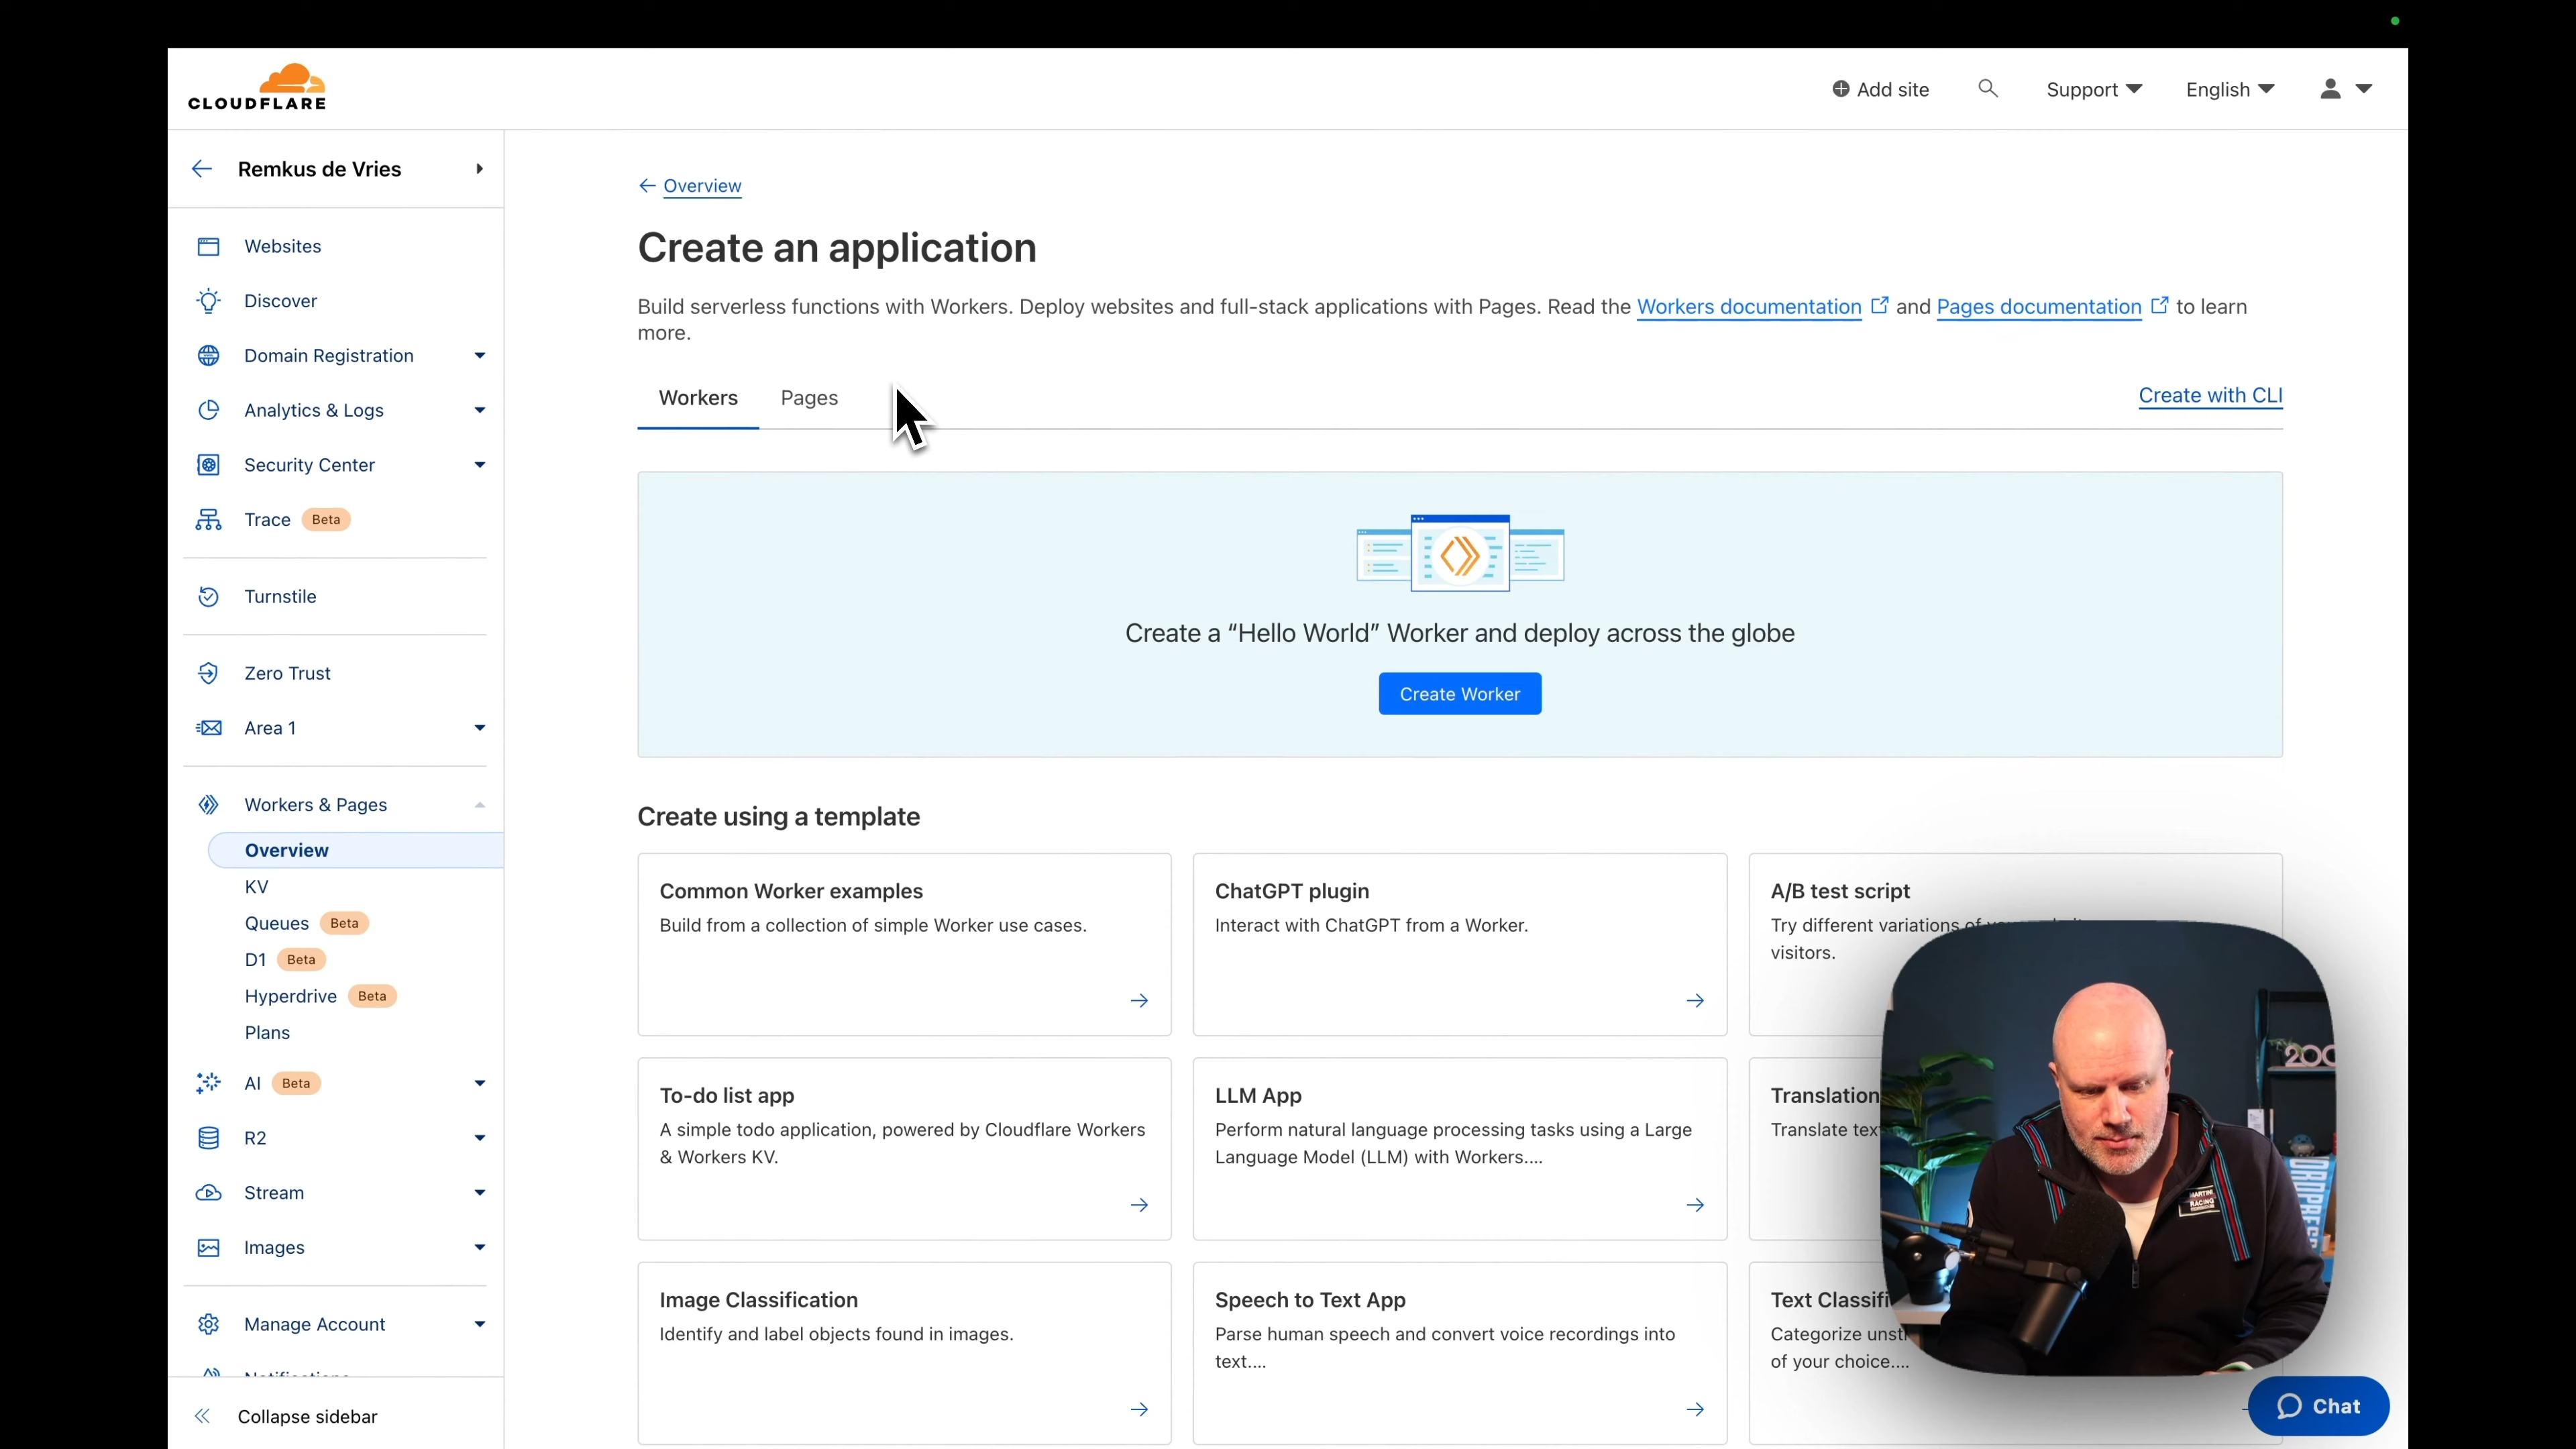 CLOUDFLARE
Add site
Support
English
Remkus de Vries
Websites
Discover
Domain Registration
Analytics & Logs
Security Center
Trace Beta
Turnstile
Zero Trust
Area 1
Workers & Pages
Overview
KV
Queues Beta
D1 Beta
Hyperdrive Beta
Plans
AI Beta
R2
Stream
Images
Manage Account
Notifications
Collapse sidebar
Overview
Create an application
Build serverless functions with Workers. Deploy websites and full-stack applications with Pages. Read the Workers documentation and Pages documentation to learn
more.
Workers Pages
Create with CLI
Create a “Hello World” Worker and deploy across the globe
Create Worker
Create using a template
Common Worker examples
Build from a collection of simple Worker use cases.
ChatGPT plugin
Interact with ChatGPT from a Worker.
A/B test script
Try different variations of
visitors.
To-do list app
A simple todo application, powered by Cloudflare Workers
& Workers KV.
LLM App
Perform natural language processing tasks using a Large
Language Model (LLM) with Workers....
Translation
Translate
Image Classification
Identify and label objects found in images.
Speech to Text App
Parse human speech and convert voice recordings into
text....
Text
Categorize
of your choice....
200
MARTINI
RACING
Chat